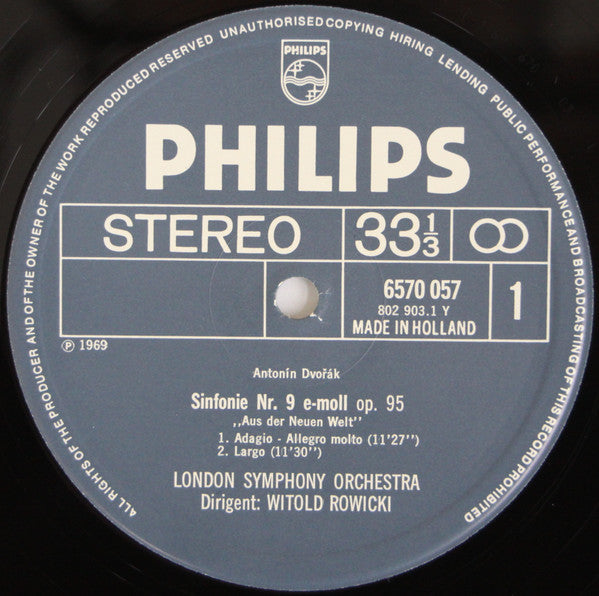 ALL RIGHTS OF THE PRODUCER AND OF THE OWNER OF THE WORK REPRODUCED RESERVED UNAUTHORISED COPYING HIRING LENDING PUBLIC PERFORMANCE AND BROADCASTING OF THIS RECORD PROHIBITED
PHILIPS
PHILIPS
STEREO 33 1/3
6570 057 1
802 903.1 Y
MADE IN HOLLAND
℗ 1969
Antonín Dvořák
Sinfonie Nr. 9 e-moll op. 95
,,Aus der Neuen Welt''
1. Adagio - Allegro molto (11'27'')
2. Largo (11'30'')
LONDON SYMPHONY ORCHESTRA
Dirigent: WITOLD ROWICKI